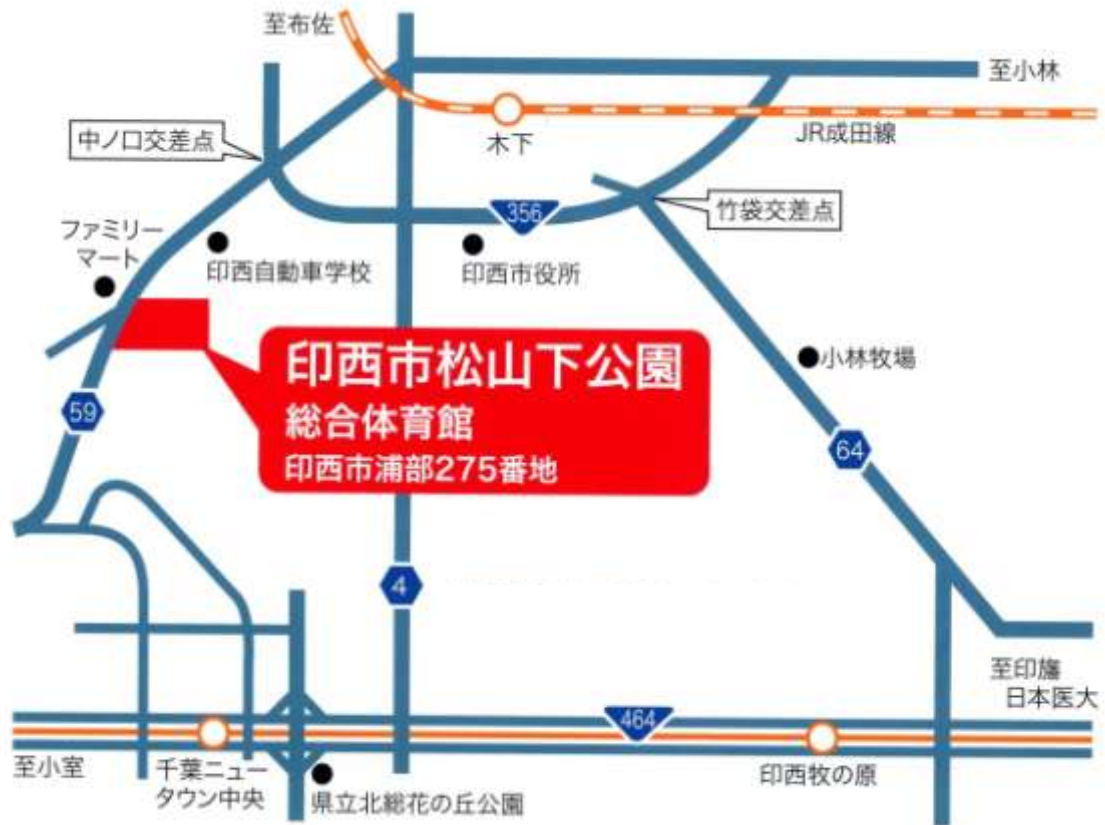 至布佐
至小林
中ノ口交差点
木下
JR成田線
ファミリー
マート
印西自動車学校
356
印西市役所
竹袋交差点
印西市松山下公園
総合体育館
印西市浦部275番地
小林牧場
59
64
4
至印旛
日本医大
464
至小室
千葉ニュー
タウン中央
県立北総花の丘公園
印西牧の原